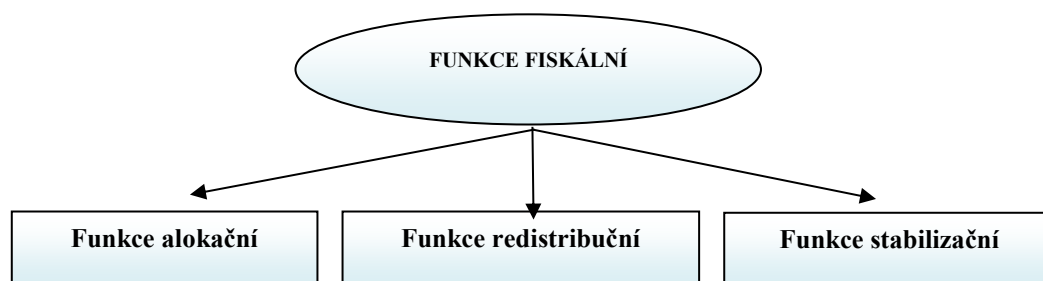 FUNKCE FISKÁLNÍ
Funkce alokační
Funkce redistribuční
Funkce stabilizační